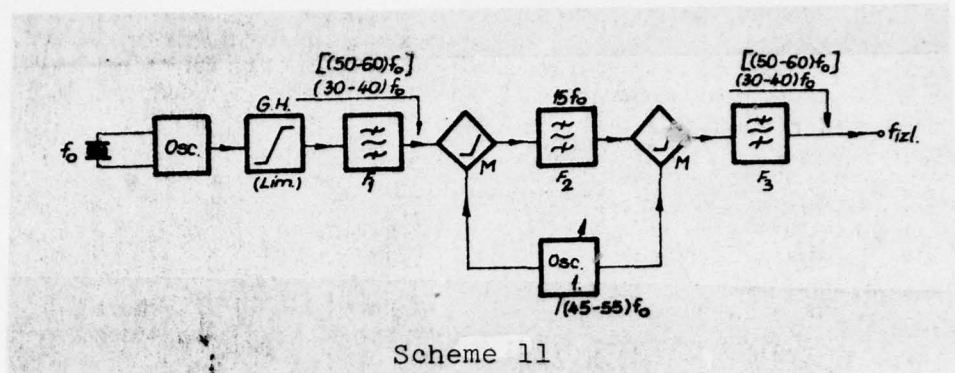 [(50-60)f₀]
(30-40)f₀
G.H.
f₀
Osc.
(Lim.)
F₁
M
15f₀
F₂
M
[(50-60)f₀]
(30-40)f₀
F₃
fizl.
Osc.
1.
(45-55)f₀
Scheme 11